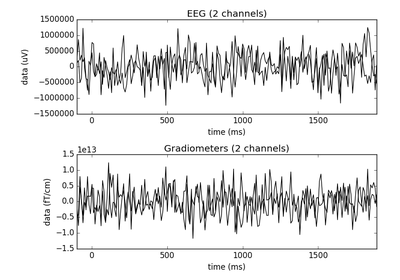 EEG (2 channels)
1500000
1000000
500000
0
−500000
−1000000
−1500000
data (uV)
0 500 1000 1500
time (ms)
Gradiometers (2 channels)
1e13
1.5
1.0
0.5
0.0
−0.5
−1.0
−1.5
data (fT/cm)
0 500 1000 1500
time (ms)